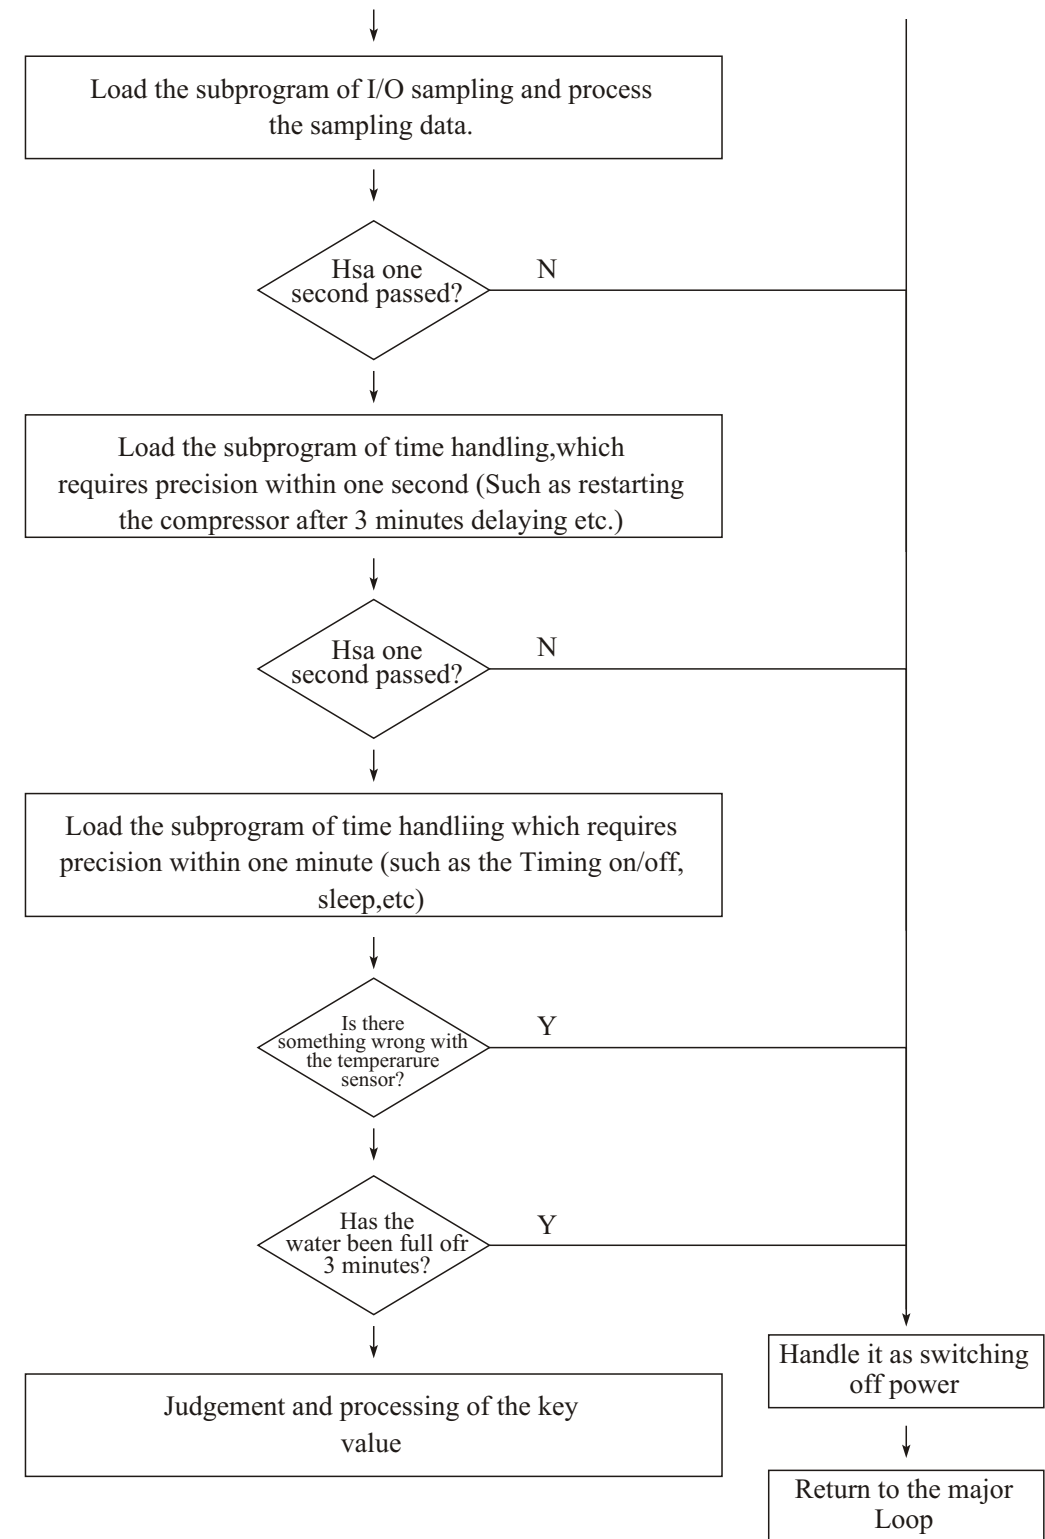 Load the subprogram of I/O sampling and process
the sampling data.
Hsa one
second passed?
N
Load the subprogram of time handling,which
requires precision within one second (Such as restarting
the compressor after 3 minutes delaying etc.)
Hsa one
second passed?
N
Load the subprogram of time handliing which requires
precision within one minute (such as the Timing on/off,
sleep,etc)
Is there
something wrong with
the temperarure
sensor?
Y
Has the
water been full ofr
3 minutes?
Y
Judgement and processing of the key
value
Handle it as switching
off power
Return to the major
Loop